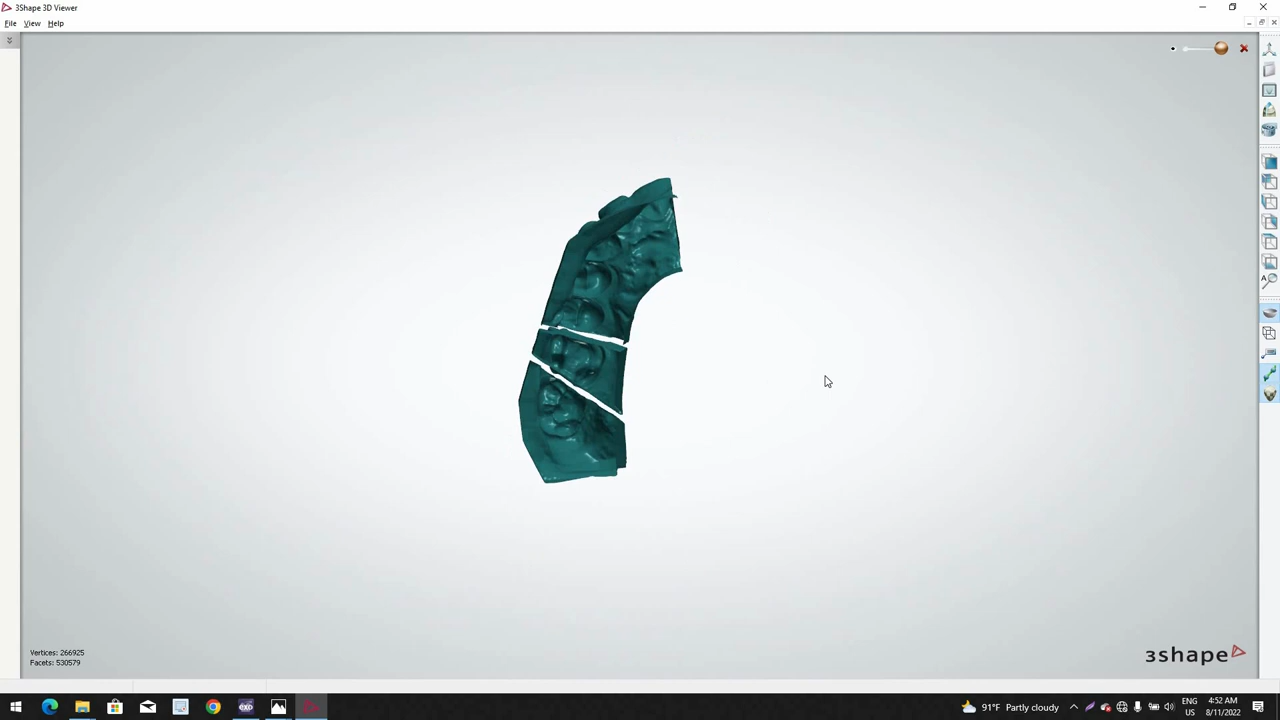 3Shape 3D Viewer
File View Help
Vertices: 266925
Facets: 530579
3shape
exo
91°F Partly cloudy
ENG
US
4:52 AM
8/11/2022